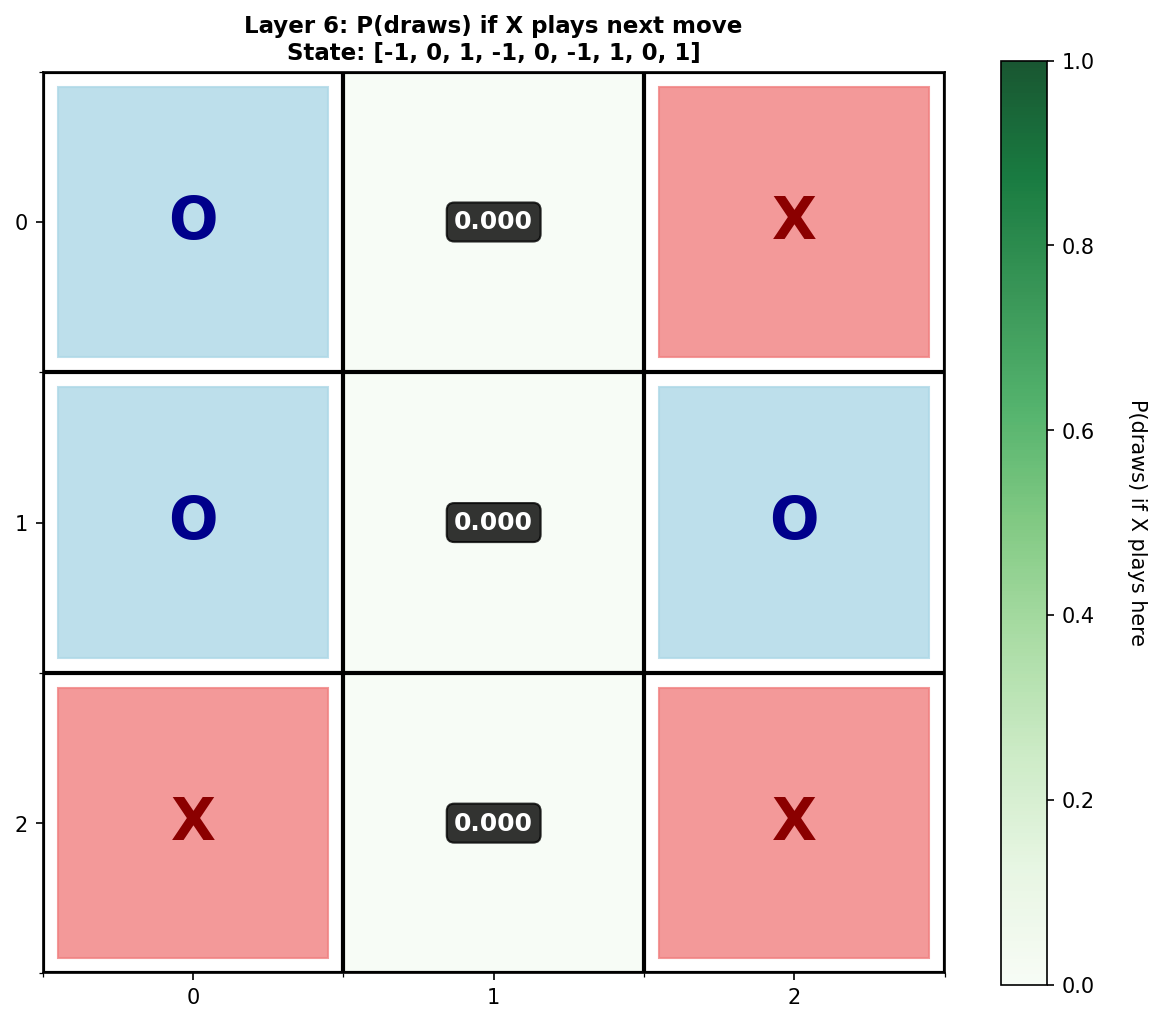 Layer 6: P(draws) if X plays next move
State: [-1, 0, 1, -1, 0, -1, 1, 0, 1]
O 0.000 X
O 0.000 O
X 0.000 X
0
1
2
0 1 2
1.0
0.8
0.6
0.4
0.2
0.0
P(draws) if X plays here